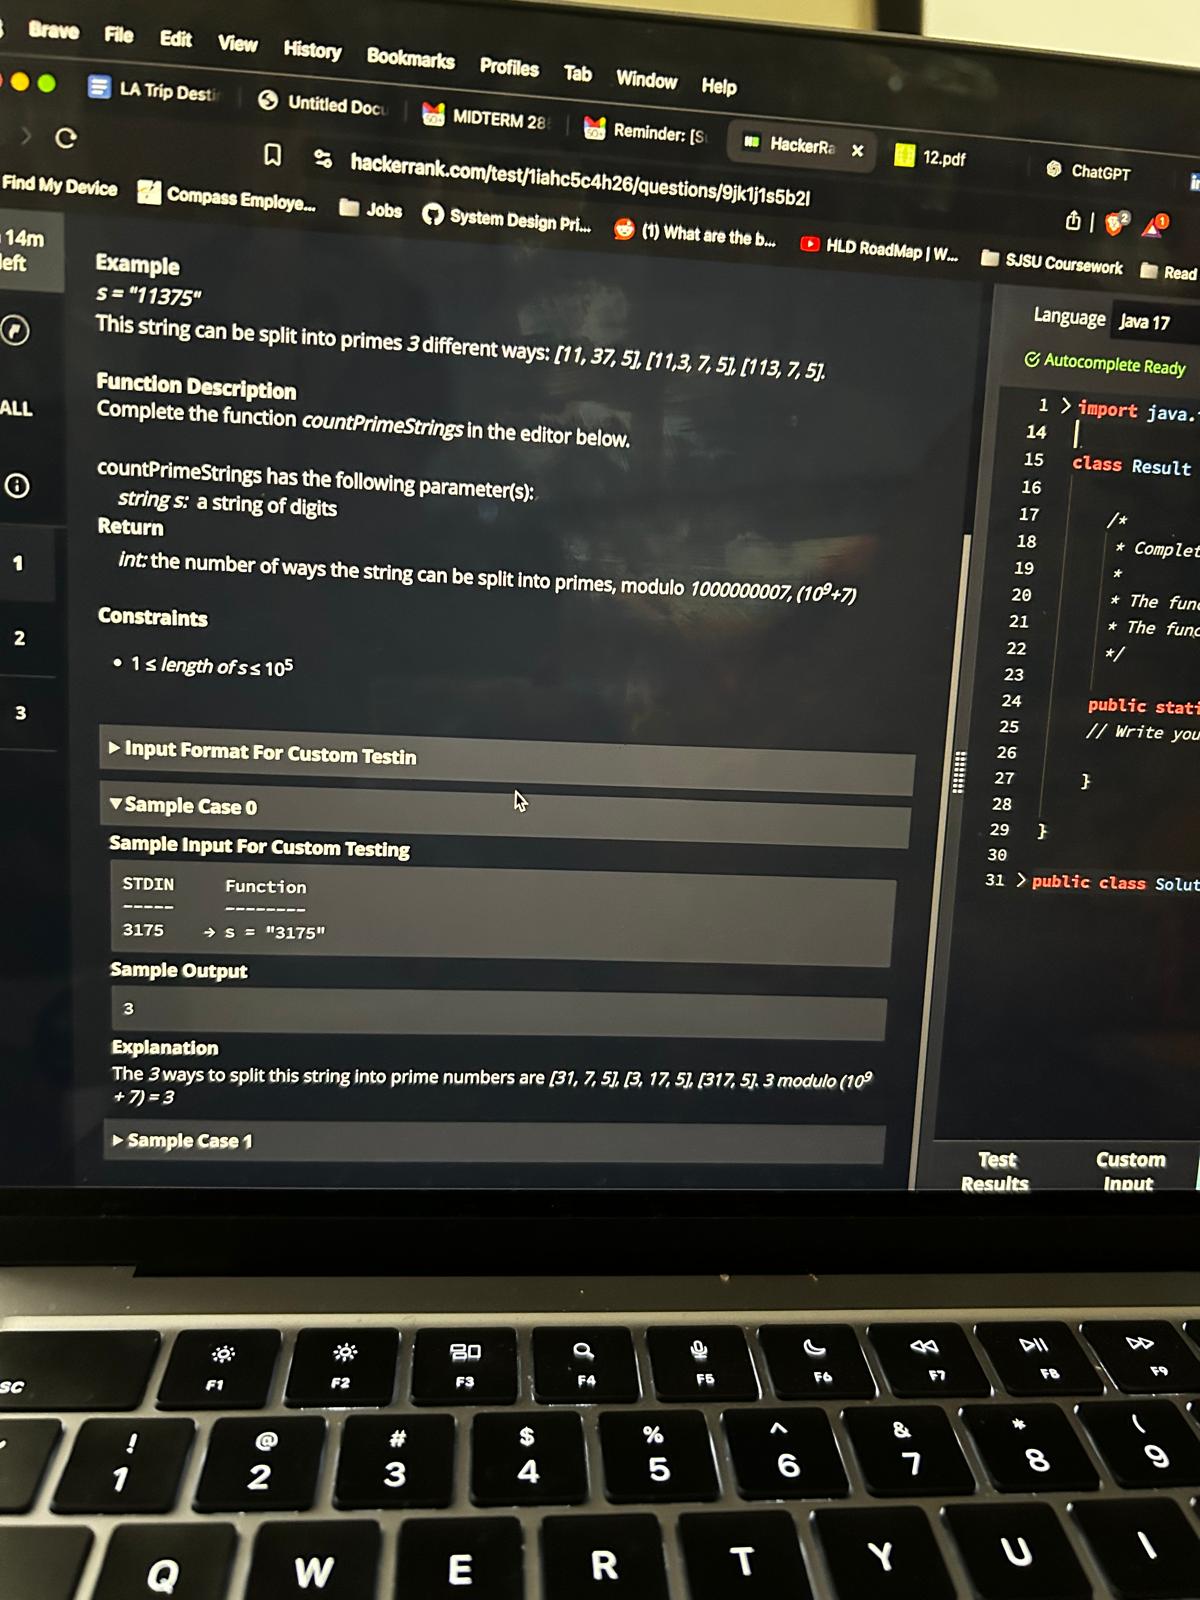 Brave File Edit View History Bookmarks Profiles Tab Window Help
LA Trip Desti Untitled Docu MIDTERM 28 Reminder: [S HackerRa 12.pdf ChatGPT
hackerrank.com/test/1iahc5c4h26/questions/9jk1j1s5b2l
Find My Device Compass Employe... Jobs System Design Pri... (1) What are the b... HLD RoadMap | W... SJSU Coursework Read
14m
left
ALL
1
2
3
Example
s = "11375"
This string can be split into primes 3 different ways: [11, 37, 5], [11,3, 7, 5], [113, 7, 5].
Function Description
Complete the function countPrimeStrings in the editor below.
countPrimeStrings has the following parameter(s):
string s: a string of digits
Return
int: the number of ways the string can be split into primes, modulo 1000000007, (10⁹+7)
Constraints
• 1 ≤ length of s ≤ 10⁵
Input Format For Custom Testin
Sample Case 0
Sample Input For Custom Testing
STDIN Function
----- --------
3175 → s = "3175"
Sample Output
3
Explanation
The 3 ways to split this string into prime numbers are [31, 7, 5], [3, 17, 5], [317, 5]. 3 modulo (10⁹
+ 7) = 3
Sample Case 1
Language Java 17
Autocomplete Ready
1 > import java.
14
15 class Result
16
17 /*
18 * Complet
19 *
20 * The func
21 * The func
22 */
23
24 public stati
25 // Write you
26
27 }
28
29 }
30
31 > public class Solut
Test
Results
Custom
Input
sc F1 F2 F3 F4 F5 F6 F7 F8 F9
! @ # $ % ^ & * (
1 2 3 4 5 6 7 8 9
Q W E R T Y U I